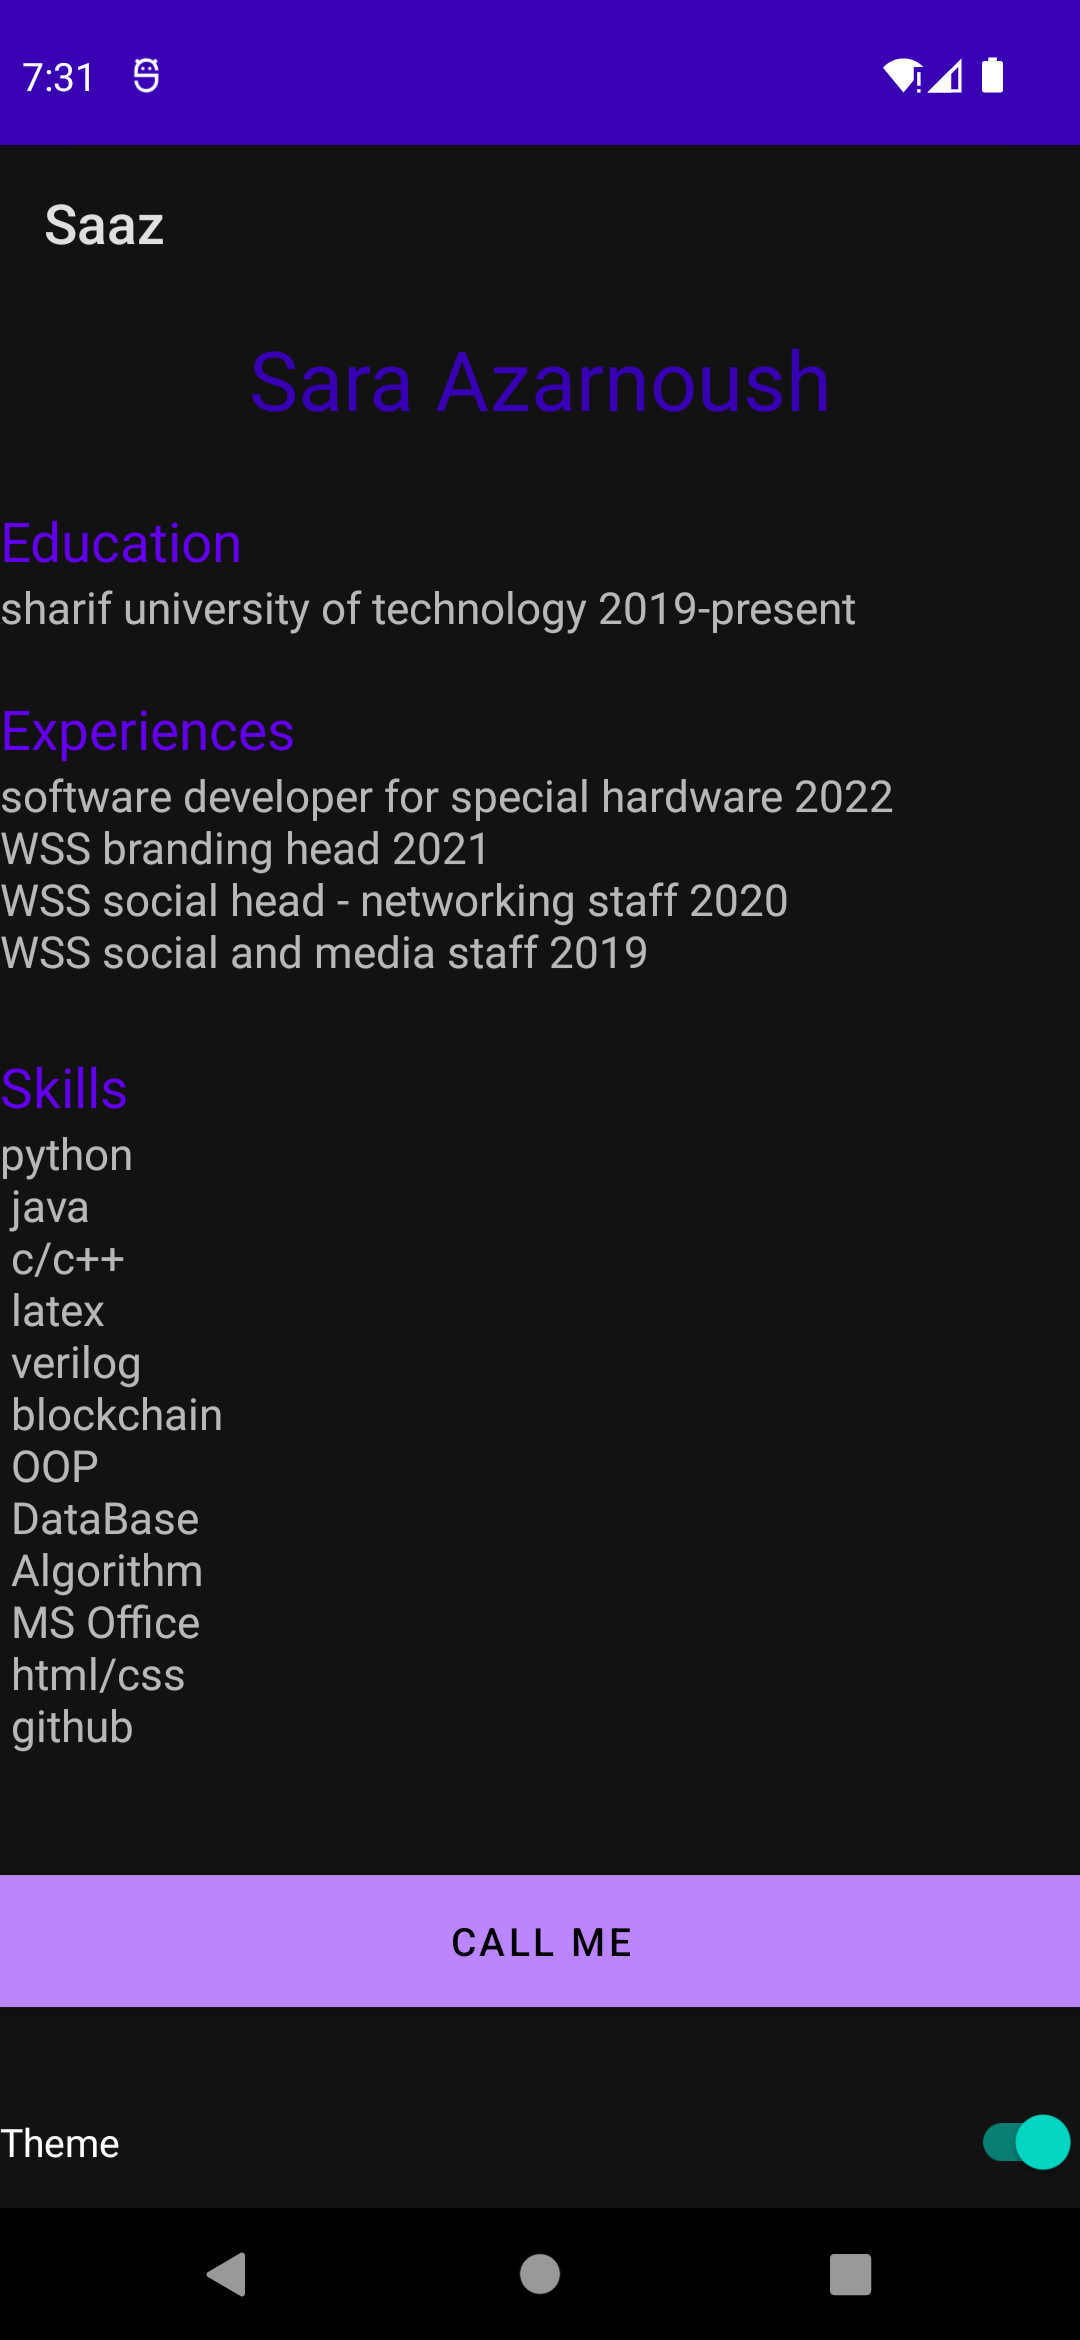 7:31
Saaz
Sara Azarnoush
Education
sharif university of technology 2019-present
Experiences
software developer for special hardware 2022
WSS branding head 2021
WSS social head - networking staff 2020
WSS social and media staff 2019
Skills
python
java
c/c++
latex
verilog
blockchain
OOP
DataBase
Algorithm
MS Office
html/css
github
CALL ME
Theme